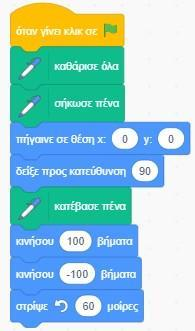 όταν γίνει κλικ σε
καθάρισε όλα
σήκωσε πένα
πήγαινε σε θέση x: 0 y: 0
δείξε προς κατεύθυνση 90
κατέβασε πένα
κινήσου 100 βήματα
κινήσου -100 βήματα
στρίψε 60 μοίρες